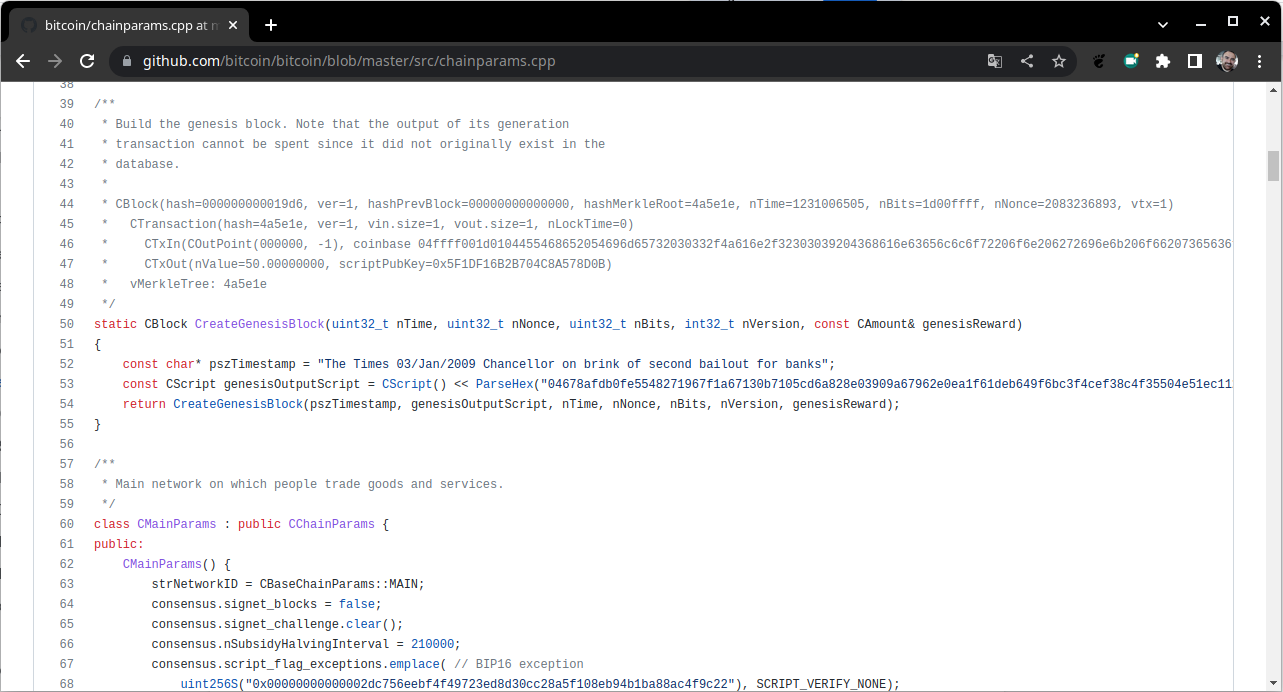 bitcoin/chainparams.cpp at m
github.com/bitcoin/bitcoin/blob/master/src/chainparams.cpp
38
39 /**
40  * Build the genesis block. Note that the output of its generation
41  * transaction cannot be spent since it did not originally exist in the
42  * database.
43  *
44  * CBlock(hash=000000000019d6, ver=1, hashPrevBlock=00000000000000, hashMerkleRoot=4a5e1e, nTime=1231006505, nBits=1d00ffff, nNonce=2083236893, vtx=1)
45  *   CTransaction(hash=4a5e1e, ver=1, vin.size=1, vout.size=1, nLockTime=0)
46  *     CTxIn(COutPoint(000000, -1), coinbase 04ffff001d0104455468652054696d65732030332f4a616e2f32303039204368616e63656c6c6f72206f6e206272696e6b206f66207365636
47  *     CTxOut(nValue=50.00000000, scriptPubKey=0x5F1DF16B2B704C8A578D0B)
48  *   vMerkleTree: 4a5e1e
49  */
50 static CBlock CreateGenesisBlock(uint32_t nTime, uint32_t nNonce, uint32_t nBits, int32_t nVersion, const CAmount& genesisReward)
51 {
52     const char* pszTimestamp = "The Times 03/Jan/2009 Chancellor on brink of second bailout for banks";
53     const CScript genesisOutputScript = CScript() << ParseHex("04678afdb0fe5548271967f1a67130b7105cd6a828e03909a67962e0ea1f61deb649f6bc3f4cef38c4f35504e51ec11
54     return CreateGenesisBlock(pszTimestamp, genesisOutputScript, nTime, nNonce, nBits, nVersion, genesisReward);
55 }
56
57 /**
58  * Main network on which people trade goods and services.
59  */
60 class CMainParams : public CChainParams {
61 public:
62     CMainParams() {
63         strNetworkID = CBaseChainParams::MAIN;
64         consensus.signet_blocks = false;
65         consensus.signet_challenge.clear();
66         consensus.nSubsidyHalvingInterval = 210000;
67         consensus.script_flag_exceptions.emplace( // BIP16 exception
68             uint256S("0x00000000000002dc756eebf4f49723ed8d30cc28a5f108eb94b1ba88ac4f9c22"), SCRIPT_VERIFY_NONE);